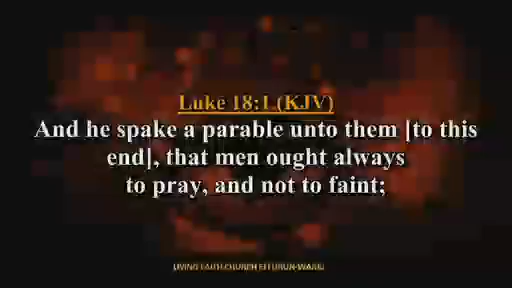 Luke 18:1 (KJV)
And he spake a parable unto them [to this
end], that men ought always
to pray, and not to faint;
LIVING FAITH CHURCH EFFURUN-WARRI